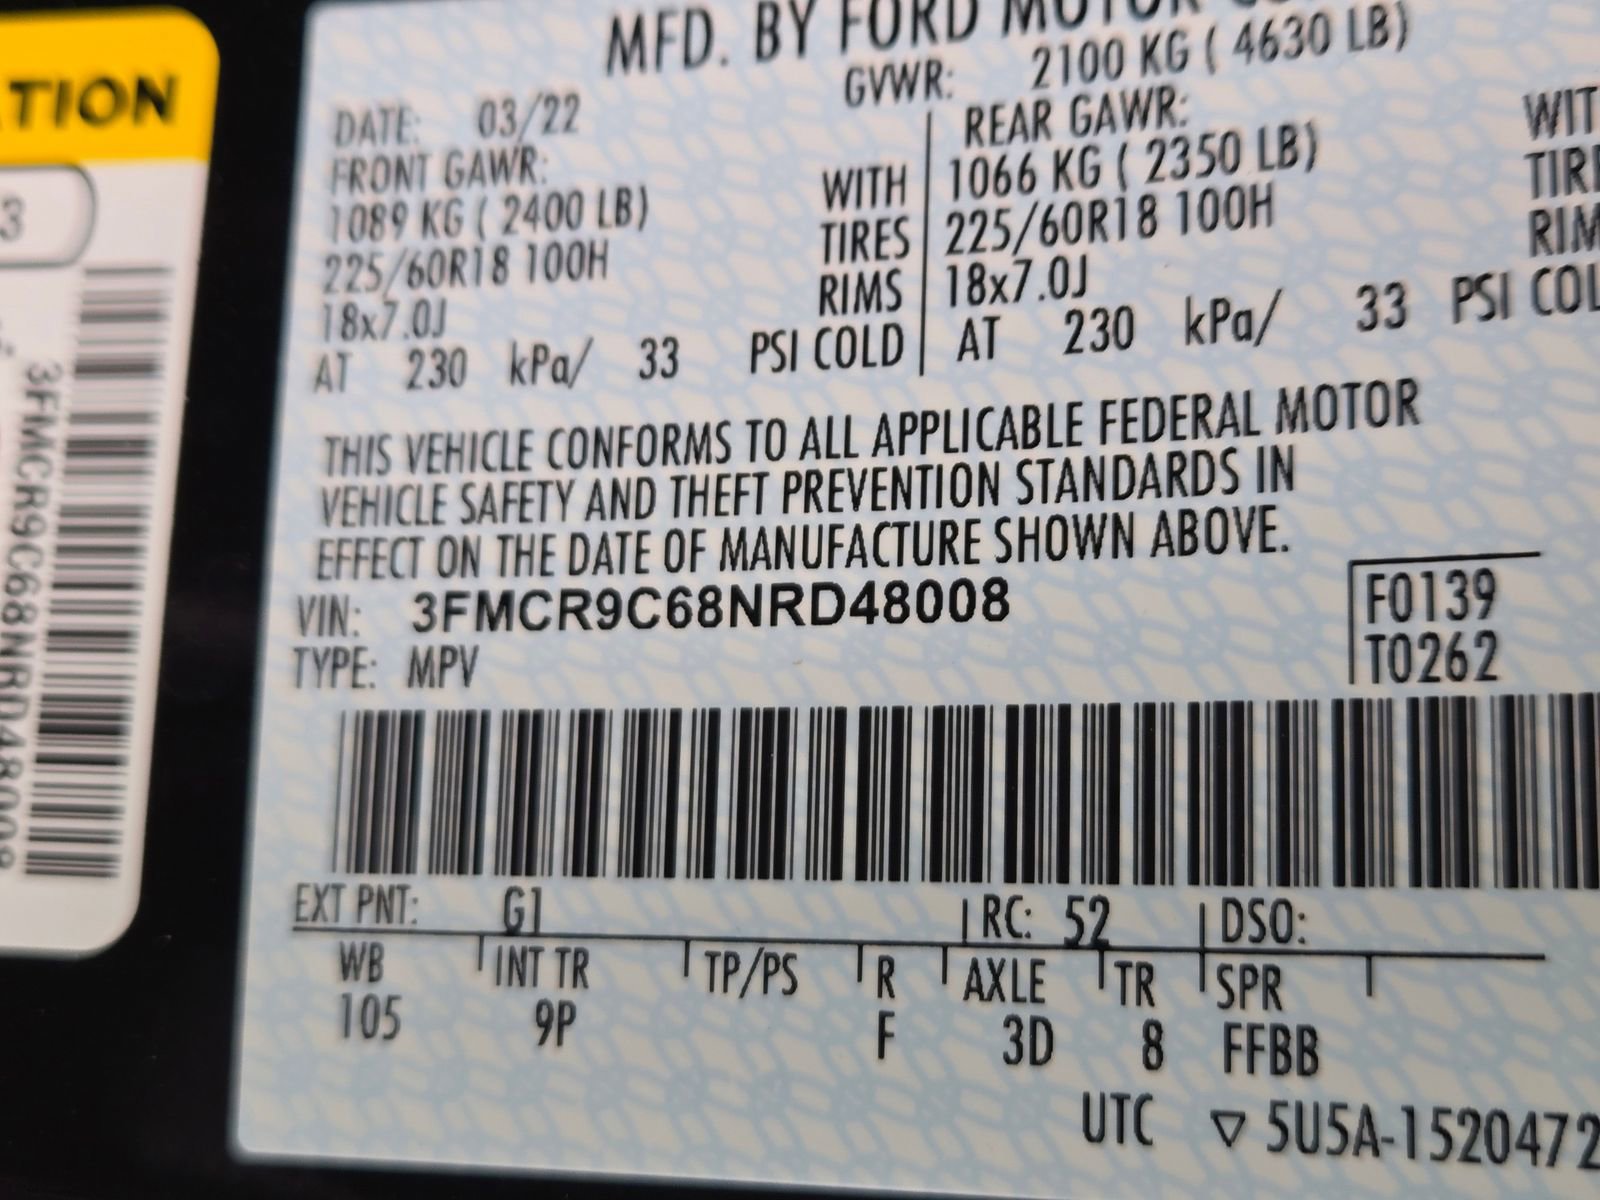 TION
3
3FMCR9C68NRD48008
MFD. BY FORD MOTOR CO
GVWR: 2100 KG ( 4630 LB)
DATE: 03/22
FRONT GAWR:
1089 KG ( 2400 LB) WITH
225/60R18 100H TIRES
18x7.0J RIMS
AT 230 kPa/ 33 PSI COLD
REAR GAWR:
1066 KG ( 2350 LB) WIT
225/60R18 100H TIRE
18x7.0J RIM
AT 230 kPa/ 33 PSI COL
THIS VEHICLE CONFORMS TO ALL APPLICABLE FEDERAL MOTOR
VEHICLE SAFETY AND THEFT PREVENTION STANDARDS IN
EFFECT ON THE DATE OF MANUFACTURE SHOWN ABOVE.
VIN: 3FMCR9C68NRD48008
TYPE: MPV
F0139
T0262
EXT PNT: G1 RC: 52 DSO:
WB INT TR TP/PS R AXLE TR SPR
105 9P F 3D 8 FFBB
UTC ▽ 5U5A-1520472